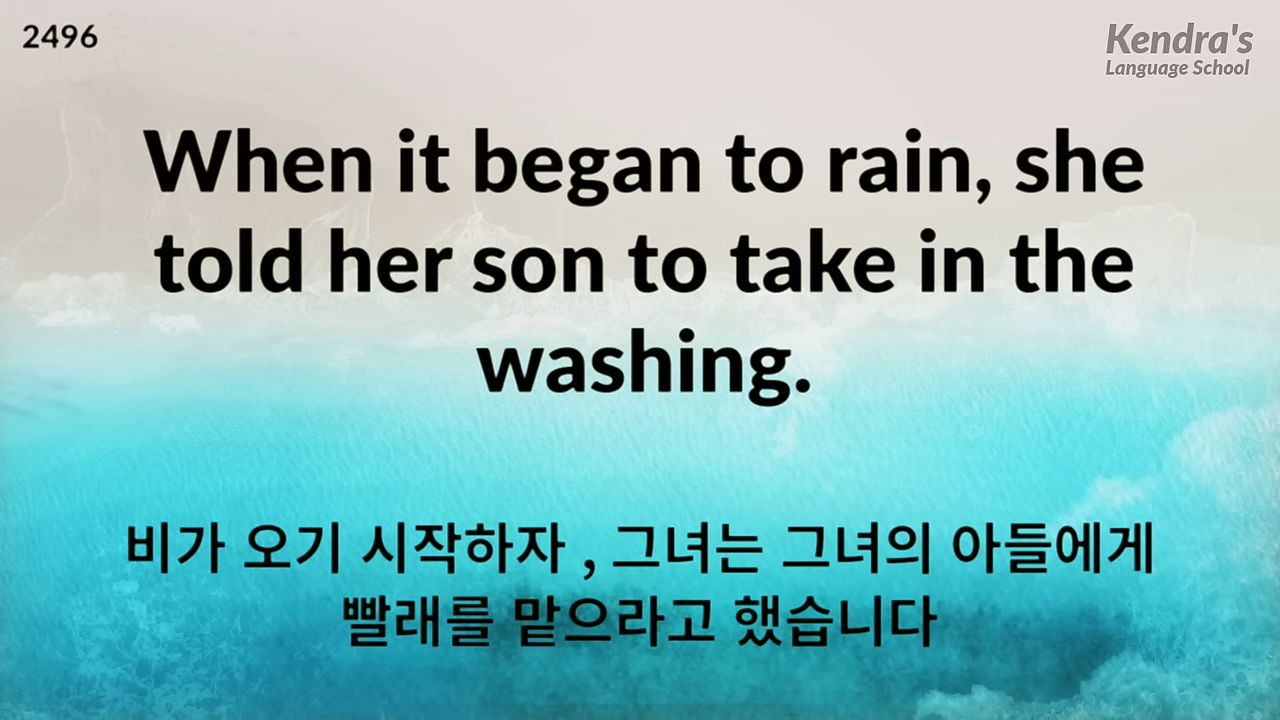 2496
Kendra's
Language School
When it began to rain, she
told her son to take in the
washing.
비가 오기 시작하자 , 그녀는 그녀의 아들에게
빨래를 맡으라고 했습니다